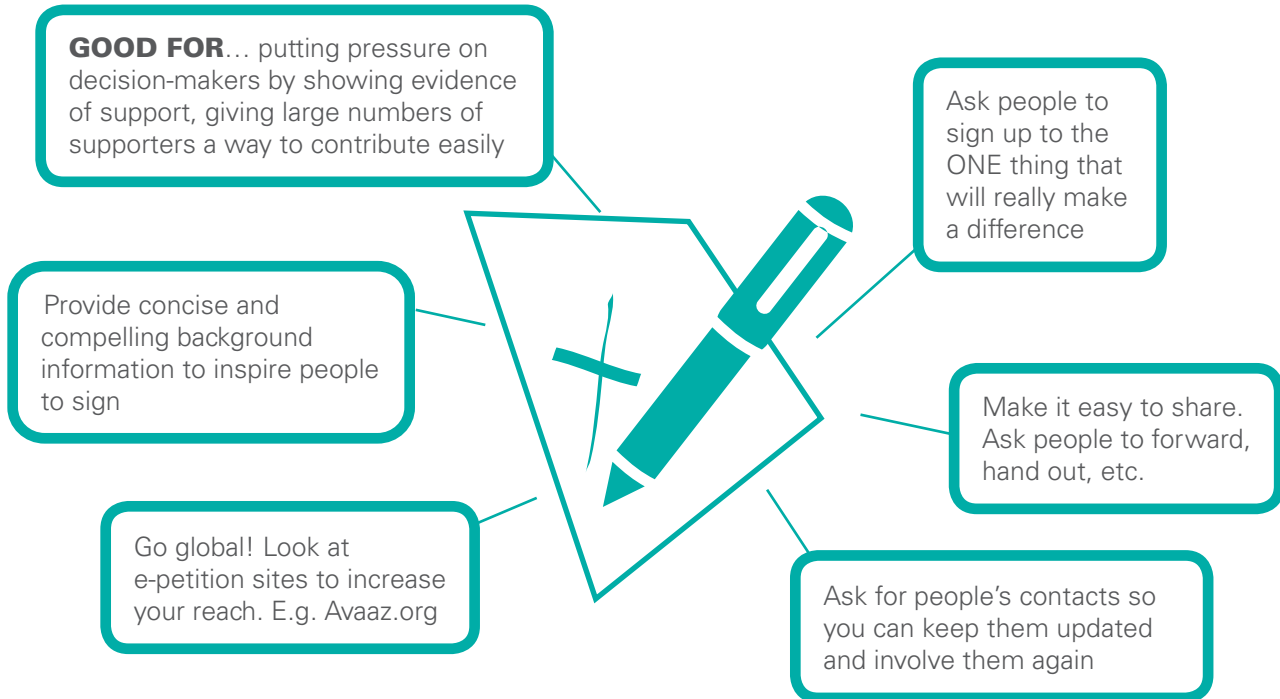 GOOD FOR… putting pressure on
decision-makers by showing evidence
of support, giving large numbers of
supporters a way to contribute easily
Ask people to
sign up to the
ONE thing that
will really make
a difference
Provide concise and
compelling background
information to inspire people
to sign
Make it easy to share.
Ask people to forward,
hand out, etc.
Go global! Look at
e-petition sites to increase
your reach. E.g. Avaaz.org
Ask for people’s contacts so
you can keep them updated
and involve them again